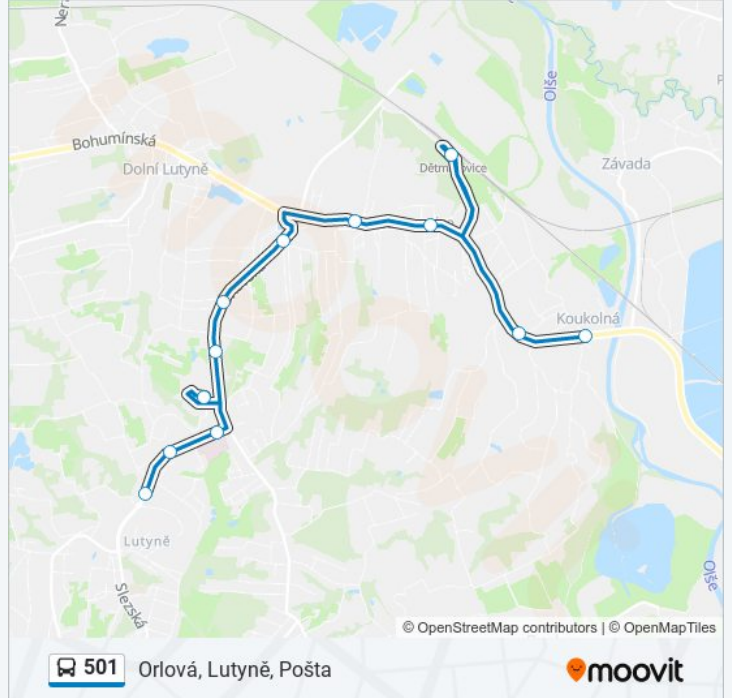 Olše
Bohumínská
Dolní Lutyně
Závada
Koukolná
Lutyně
Slezská
Olše
© OpenStreetMap contributors | © OpenMapTiles
501 Orlová, Lutyně, Pošta
moovit